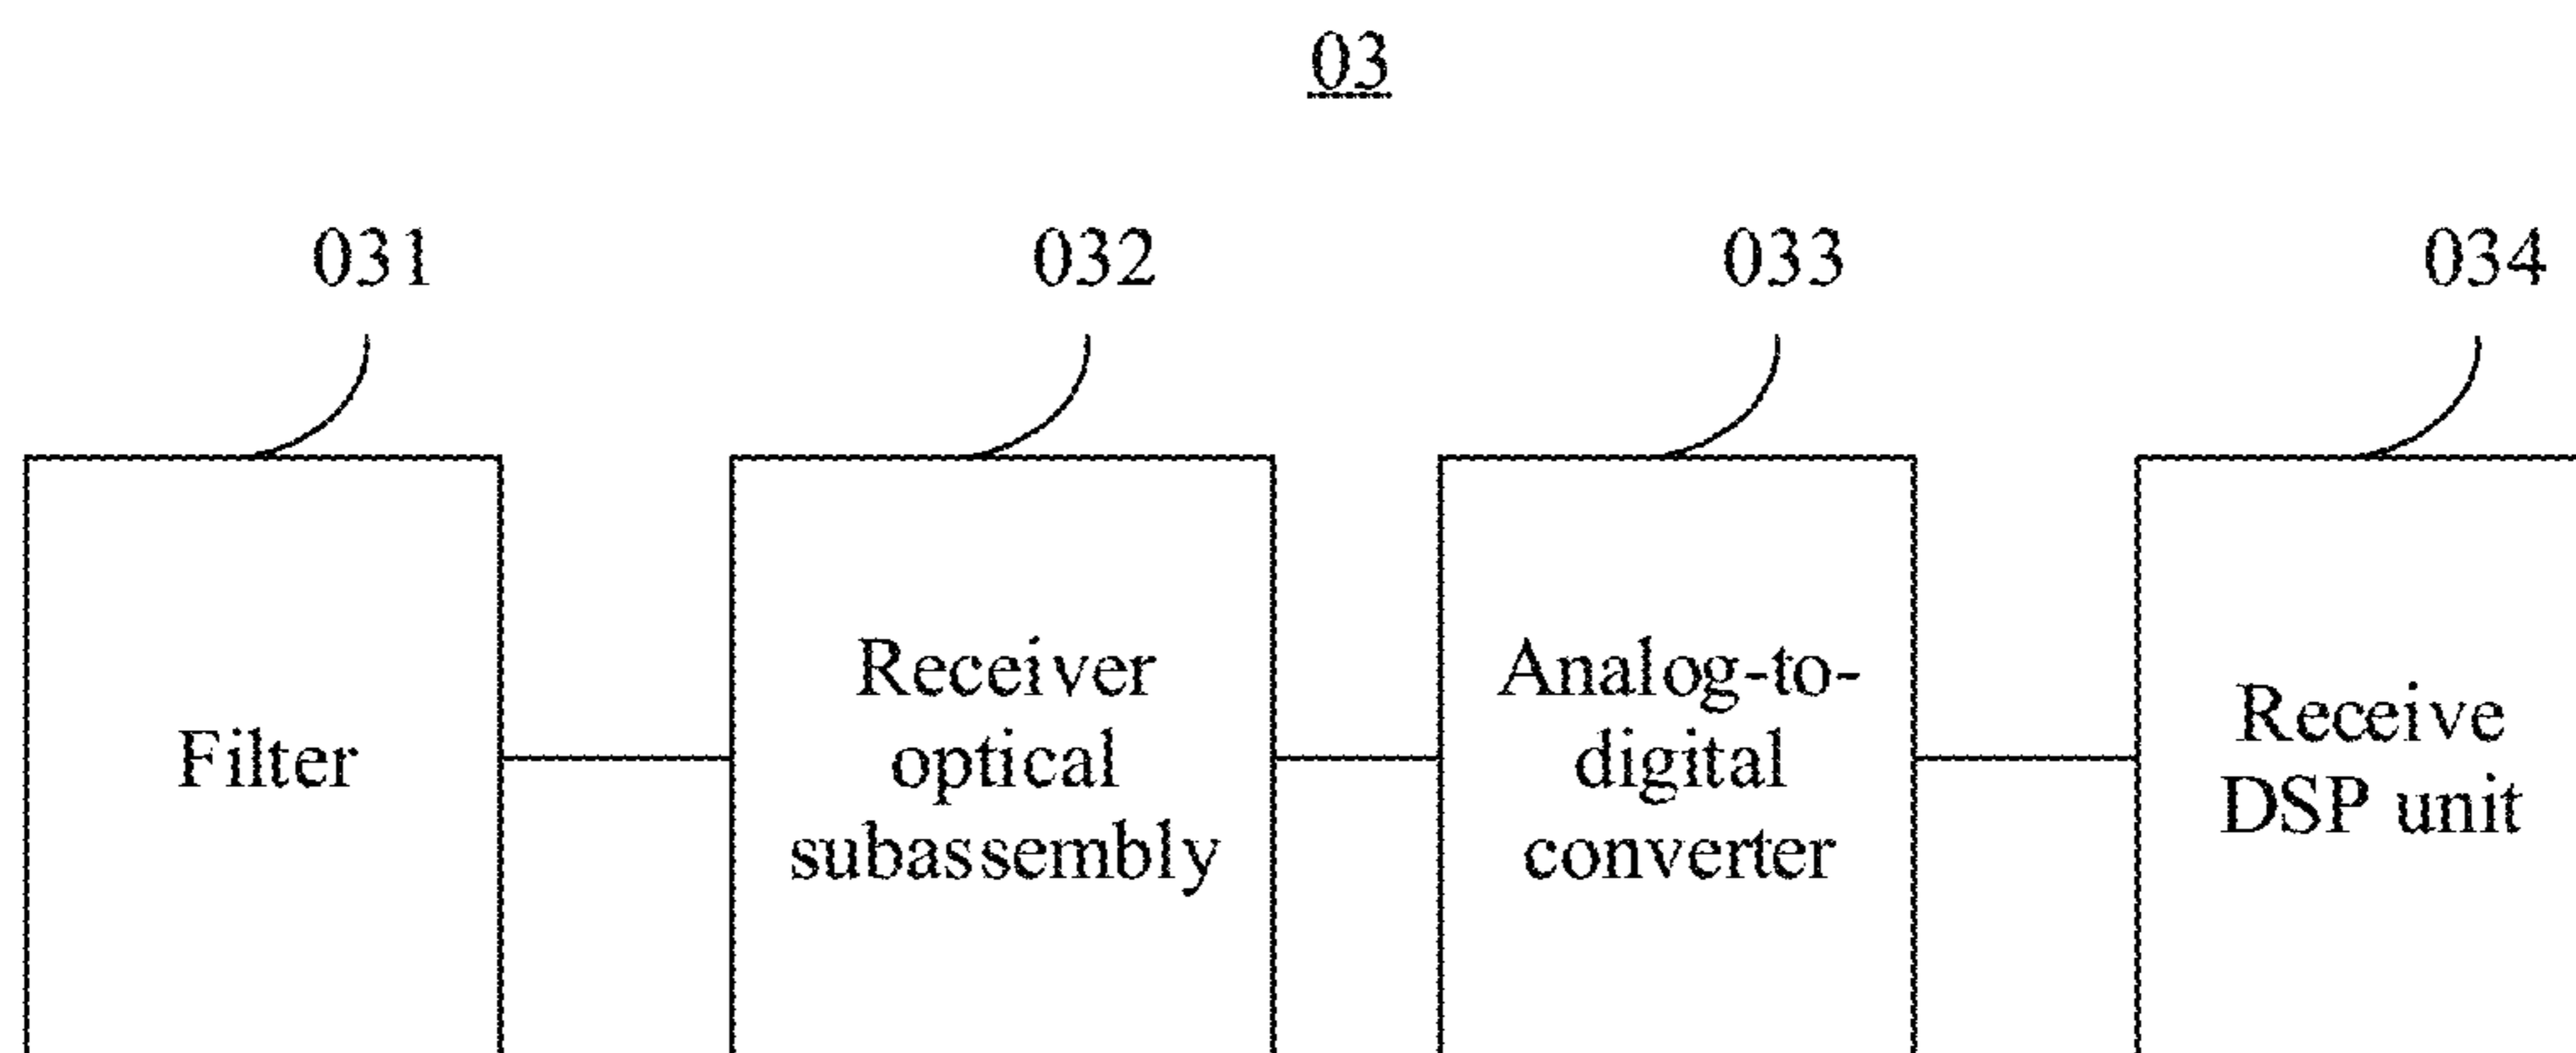 03
031
032
033
034
Filter
Receiver
optical
subassembly
Analog-to-
digital
converter
Receive
DSP unit